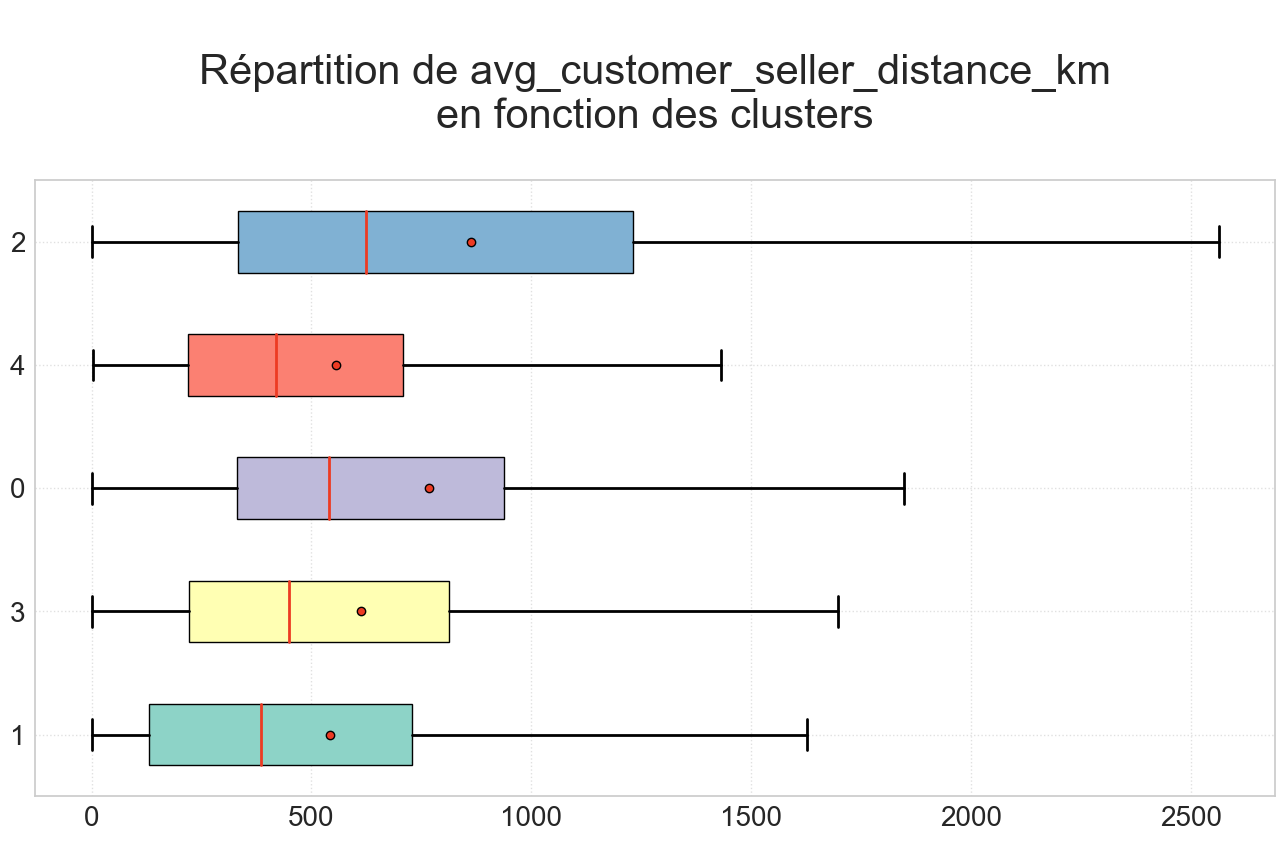 Répartition de avg_customer_seller_distance_km
en fonction des clusters
2
4
0
3
1
0 500 1000 1500 2000 2500